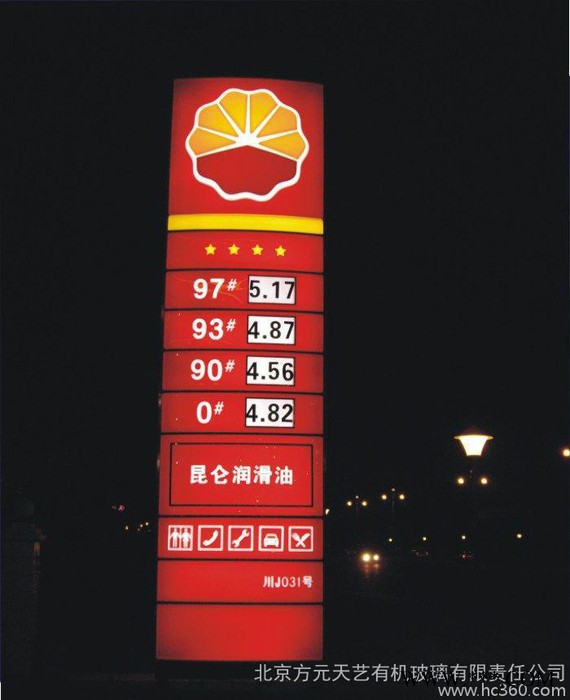 97# 5.17
93# 4.87
90# 4.56
0# 4.82
昆仑润滑油
川J031号
北京方元天艺有机玻璃有限责任公司
www.hc360.com